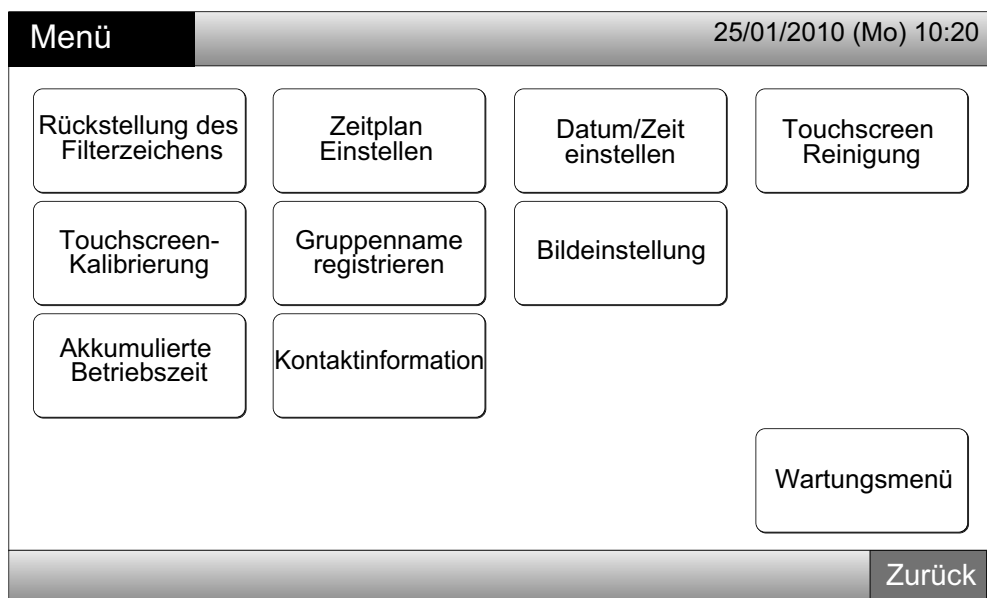 Menü
25/01/2010 (Mo) 10:20
Rückstellung des
Filterzeichens
Zeitplan
Einstellen
Datum/Zeit
einstellen
Touchscreen
Reinigung
Touchscreen-
Kalibrierung
Gruppenname
registrieren
Bildeinstellung
Akkumulierte
Betriebszeit
Kontaktinformation
Wartungsmenü
Zurück